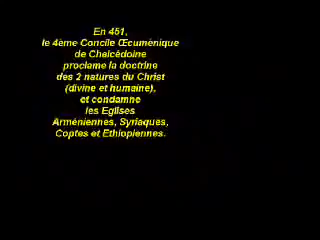 En 451,
le 4ème Concile Œcuménique
de Chalcédoine
proclame la doctrine
des 2 natures du Christ
(divine et humaine),
et condamne
les Eglises
Arméniennes, Syriaques,
Coptes et Ethiopiennes.